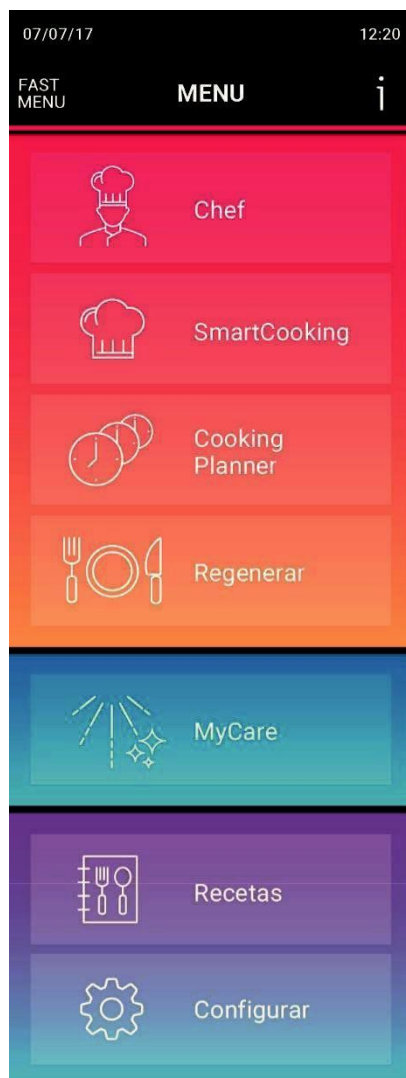 07/07/17 12:20
FAST
MENU
MENU
i
Chef
SmartCooking
Cooking
Planner
Regenerar
MyCare
Recetas
Configurar